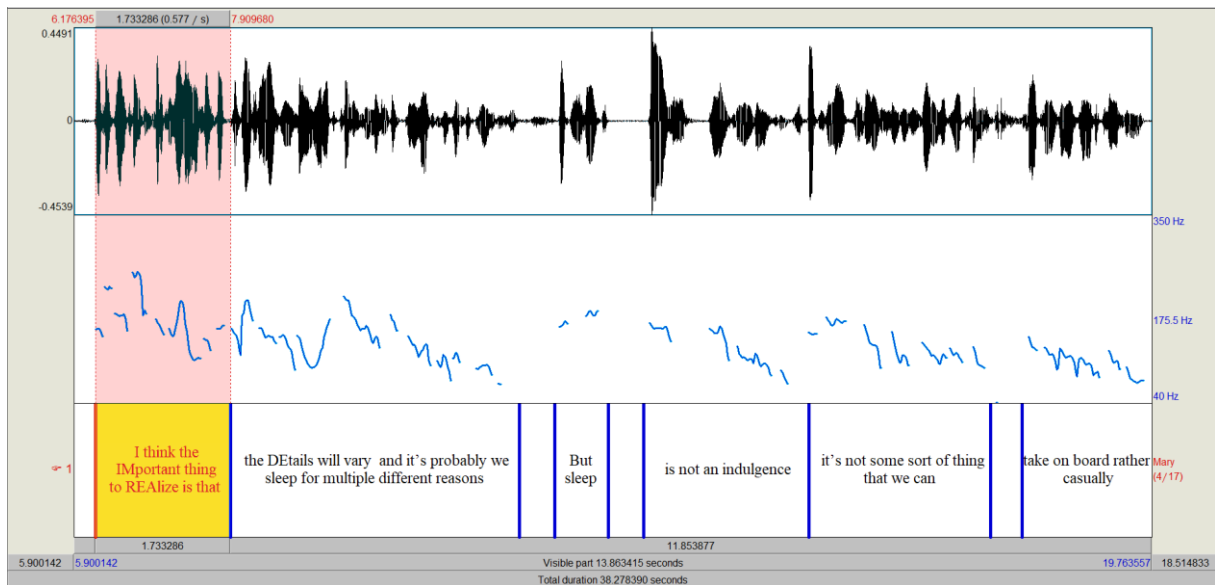 6.176395 1.733286 (0.577 / s) 7.909680
0.4491
0
-0.4539
350 Hz
175.5 Hz
40 Hz
1
I think the
IMportant thing
to REAlize is that
the DEtails will vary and it's probably we
sleep for multiple different reasons
But
sleep
is not an indulgence
it's not some sort of thing
that we can
take on board rather
casually
Mary
(4/17)
1.733286 11.853877
5.900142 5.900142 Visible part 13.863415 seconds 19.763557 18.514833
Total duration 38.278390 seconds